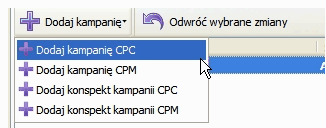 Dodaj kampanię Odwróć wybrane zmiany
Dodaj kampanię CPC
Dodaj kampanię CPM
Dodaj konspekt kampanii CPC
Dodaj konspekt kampanii CPM